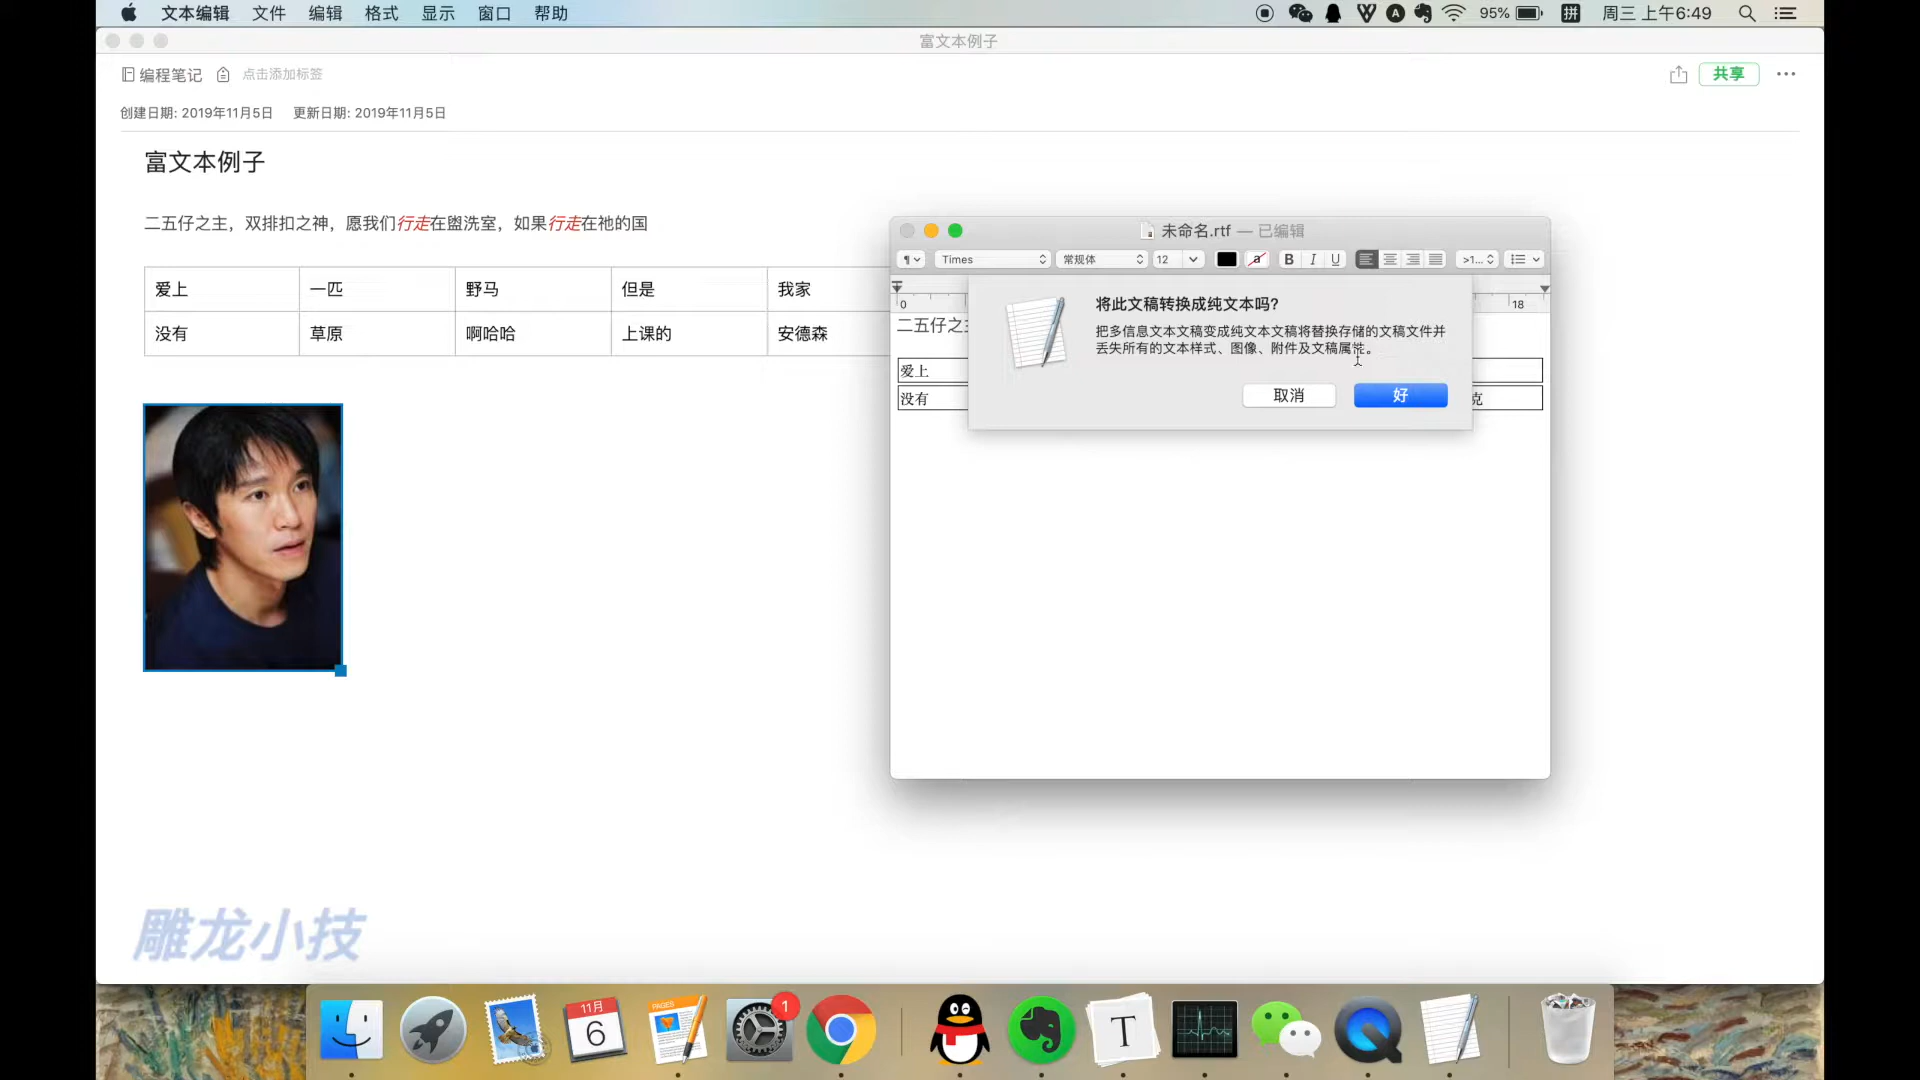 文本编辑 文件 编辑 格式 显示 窗口 帮助 95% 拼 周三 上午6:49
富文本例子
编程笔记 点击添加标签 共享
创建日期: 2019年11月5日 更新日期: 2019年11月5日
富文本例子
二五仔之主，双排扣之神，愿我们行走在盥洗室，如果行走在祂的国
爱上 一匹 野马 但是 我家
没有 草原 啊哈哈 上课的 安德森
未命名.rtf — 已编辑
Times 常规体 12 a B I U >1...
0 18
二五仔之
爱上
没有 克
将此文稿转换成纯文本吗?
把多信息文本文稿变成纯文本文稿将替换存储的文稿文件并
丢失所有的文本样式、图像、附件及文稿属性。
取消 好
雕龙小技
11月
6
PAGES
1
T